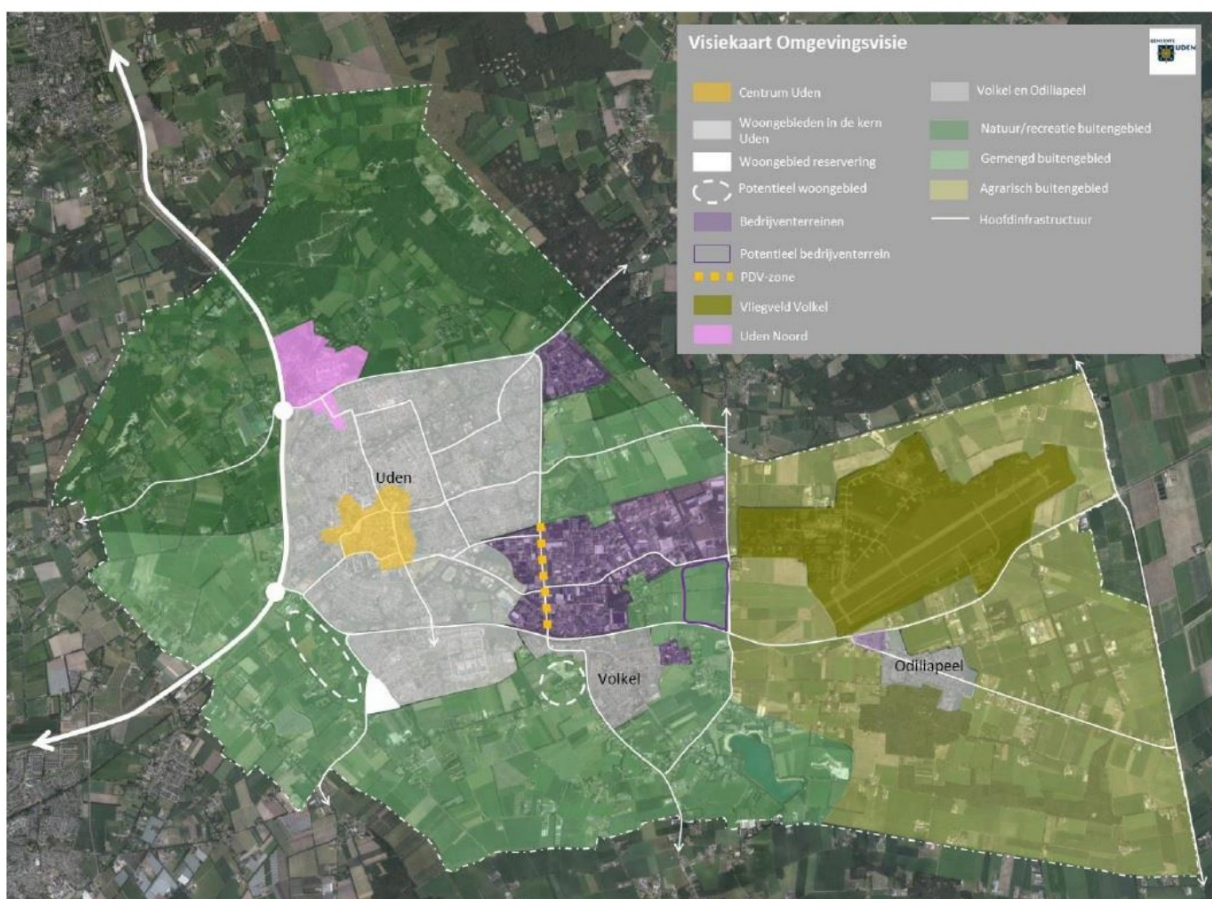 Visiekaart Omgevingsvisie
GEMEENTE
UDEN
Centrum Uden
Woongebieden in de kern
Uden
Woongebied reservering
Potentieel woongebied
Bedrijventerreinen
Potentieel bedrijventerrein
PDV-zone
Vliegveld Volkel
Uden Noord
Volkel en Odiliapeel
Natuur/recreatie buitengebied
Gemengd buitengebied
Agrarisch buitengebied
Hoofdinfrastructuur
Uden
Volkel
Odiliapeel